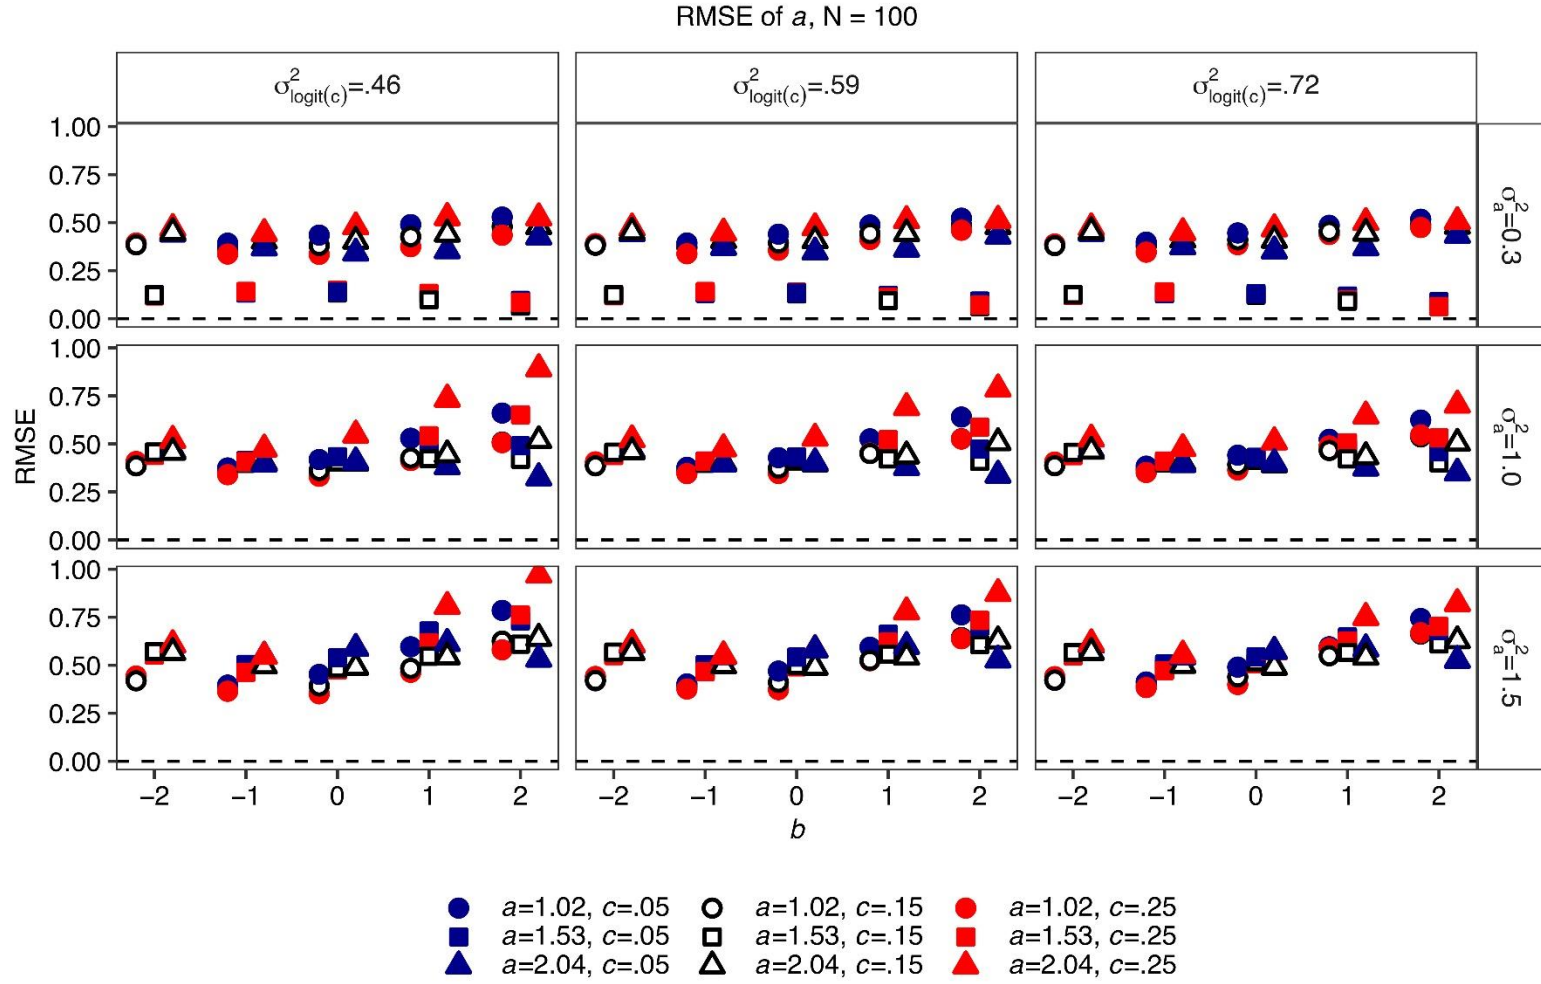 RMSE of a, N = 100
σ²logit(c)=.46 σ²logit(c)=.59 σ²logit(c)=.72
1.00
0.75
0.50
0.25
0.00
σ²a=0.3
1.00
0.75
0.50
0.25
0.00
σ²a=1.0
RMSE
1.00
0.75
0.50
0.25
0.00
σ²a=1.5
−2 −1 0 1 2 −2 −1 0 1 2 −2 −1 0 1 2
b
a=1.02, c=.05 a=1.02, c=.15 a=1.02, c=.25
a=1.53, c=.05 a=1.53, c=.15 a=1.53, c=.25
a=2.04, c=.05 a=2.04, c=.15 a=2.04, c=.25